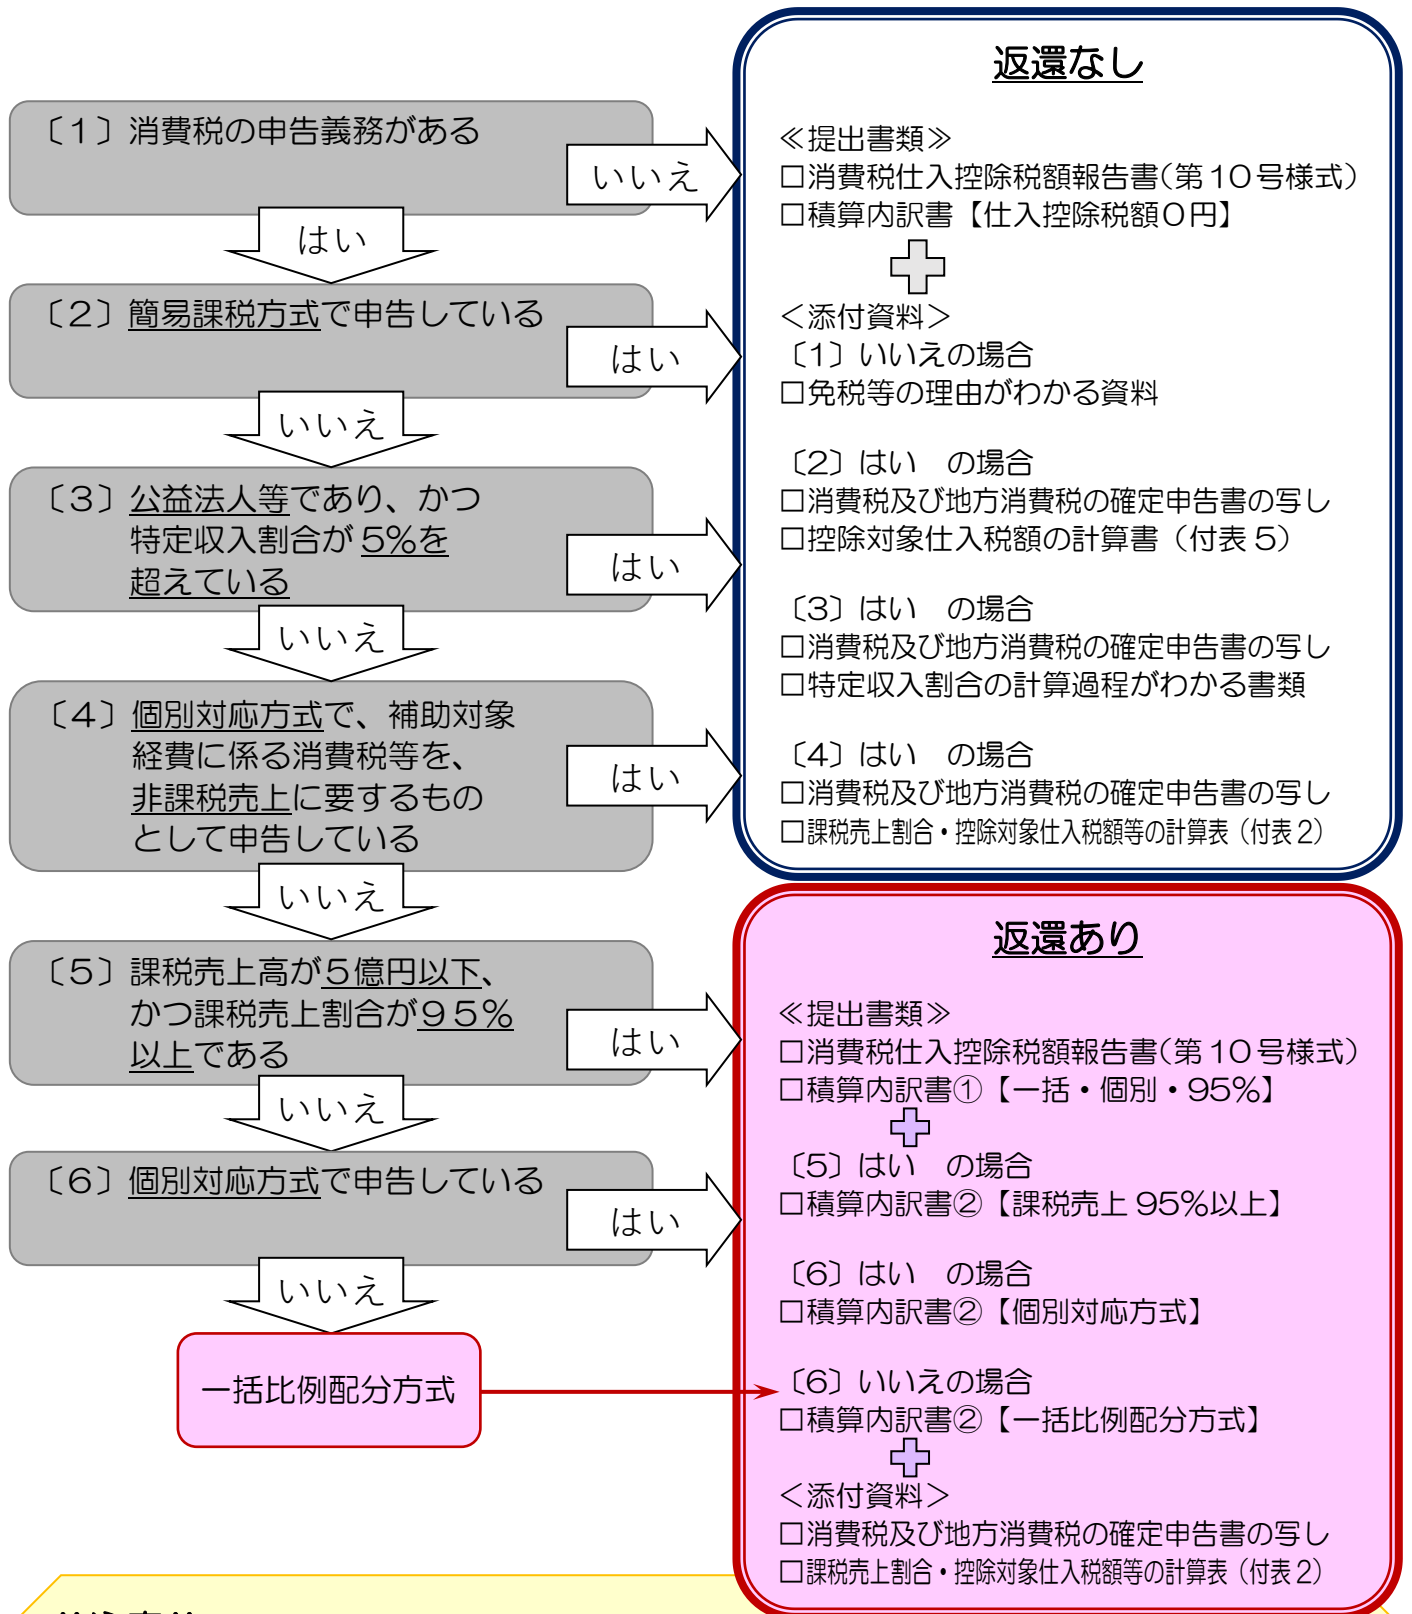 〔１〕消費税の申告義務がある
いいえ
はい
〔２〕簡易課税方式で申告している
はい
いいえ
〔３〕公益法人等であり、かつ
特定収入割合が５％を
超えている
はい
いいえ
〔４〕個別対応方式で、補助対象
経費に係る消費税等を、
非課税売上に要するもの
として申告している
はい
いいえ
〔５〕課税売上高が５億円以下、
かつ課税売上割合が９５％
以上である
はい
いいえ
〔６〕個別対応方式で申告している
はい
いいえ
一括比例配分方式
返還なし
≪提出書類≫
□消費税仕入控除税額報告書（第１０号様式）
□積算内訳書【仕入控除税額０円】
＜添付資料＞
〔１〕いいえの場合
□免税等の理由がわかる資料
〔２〕はい　の場合
□消費税及び地方消費税の確定申告書の写し
□控除対象仕入税額の計算書（付表５）
〔３〕はい　の場合
□消費税及び地方消費税の確定申告書の写し
□特定収入割合の計算過程がわかる書類
〔４〕はい　の場合
□消費税及び地方消費税の確定申告書の写し
□課税売上割合・控除対象仕入税額等の計算表（付表２）
返還あり
≪提出書類≫
□消費税仕入控除税額報告書（第１０号様式）
□積算内訳書①【一括・個別・95％】
〔５〕はい　の場合
□積算内訳書②【課税売上 95％以上】
〔６〕はい　の場合
□積算内訳書②【個別対応方式】
〔６〕いいえの場合
□積算内訳書②【一括比例配分方式】
＜添付資料＞
□消費税及び地方消費税の確定申告書の写し
□課税売上割合・控除対象仕入税額等の計算表（付表２）